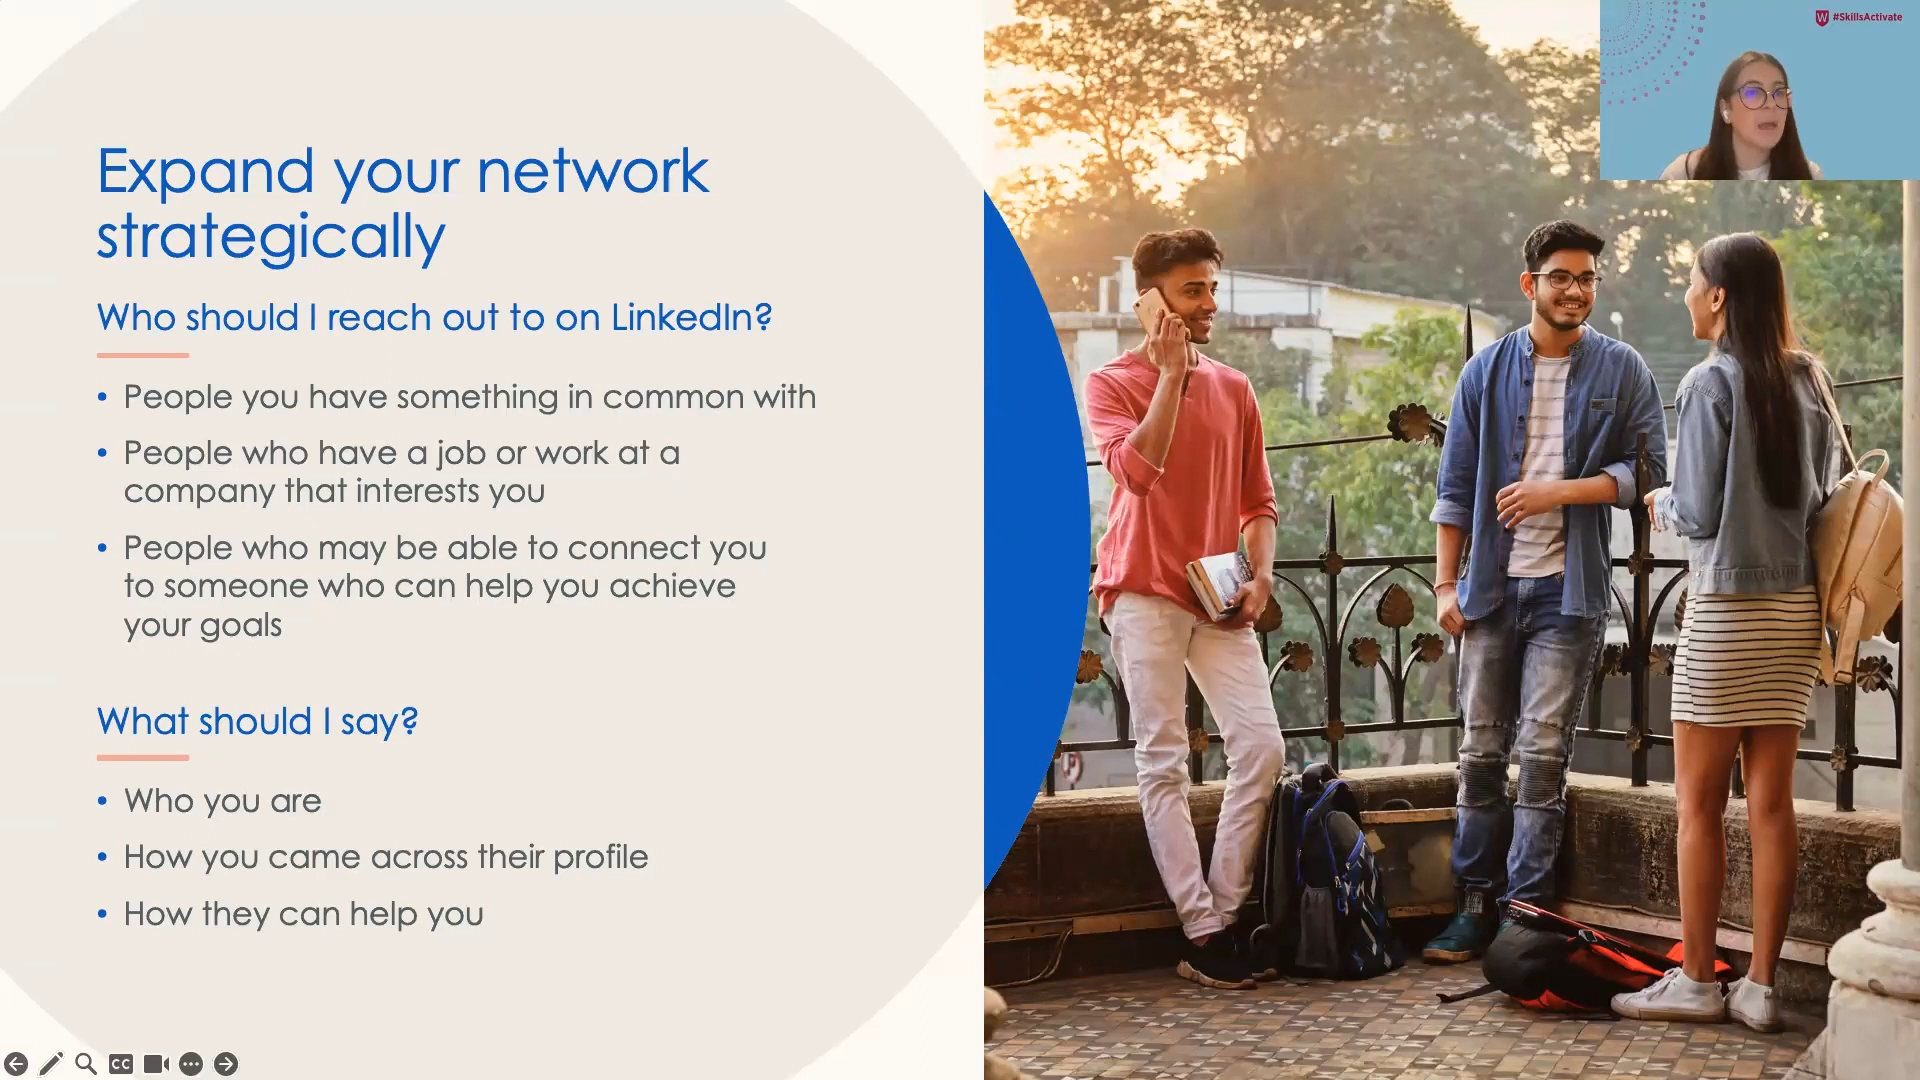 Expand your network
strategically
Who should I reach out to on LinkedIn?
• People you have something in common with
• People who have a job or work at a
company that interests you
• People who may be able to connect you
to someone who can help you achieve
your goals
What should I say?
• Who you are
• How you came across their profile
• How they can help you
W #SkillsActivate
CC